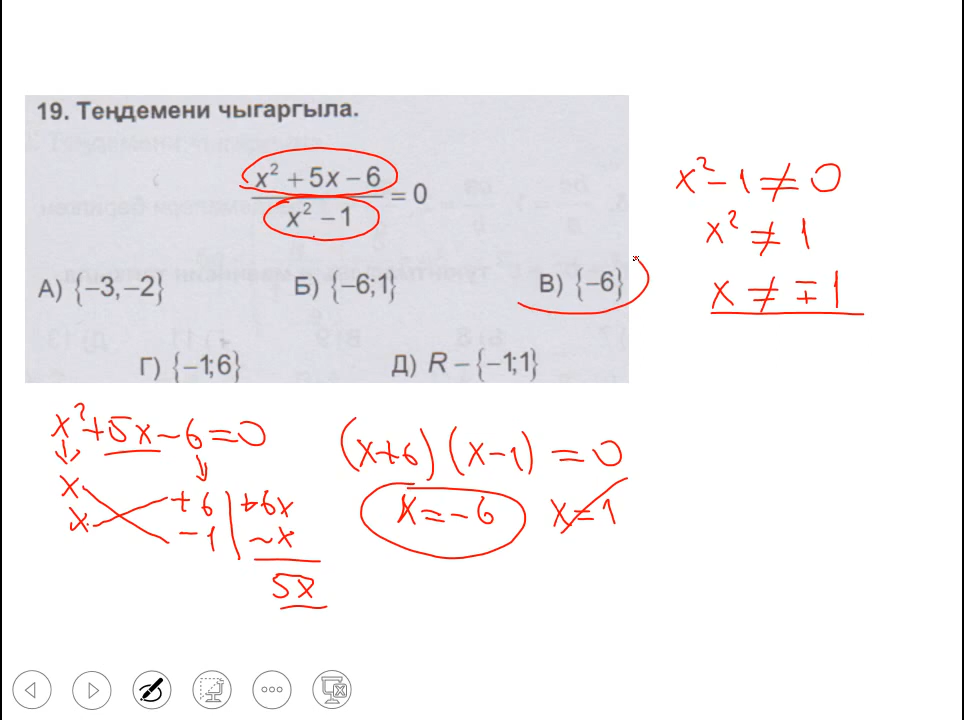 19. Теңдемени чыгаргыла.
x² + 5x − 6
x² − 1
= 0
А) {−3,−2}
Б) {−6;1}
В) {−6}
Г) {−1;6}
Д) R − {−1;1}
x² − 1 ≠ 0
x² ≠ 1
x ≠ ∓ 1
x² + 5x − 6 = 0
x + 6 | + 6x
x − 1 | − x
5x
(x + 6) (x − 1) = 0
x = − 6 x = 1